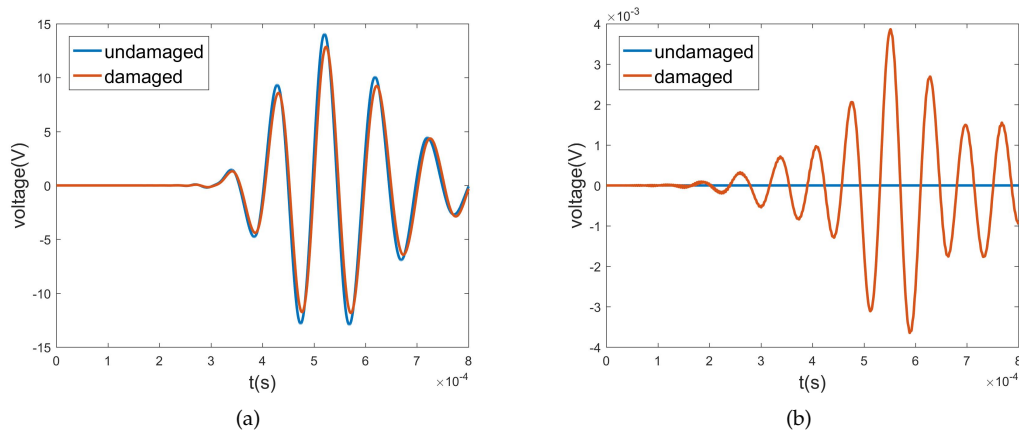 15
10
5
0
-5
-10
-15
voltage(V)
undamaged
damaged
0 1 2 3 4 5 6 7 8
t(s)
×10⁻⁴
(a)
×10⁻³
4
3
2
1
0
-1
-2
-3
-4
voltage(V)
undamaged
damaged
0 1 2 3 4 5 6 7 8
t(s)
×10⁻⁴
(b)